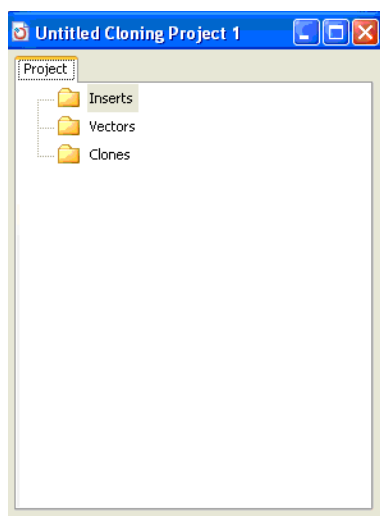 Untitled Cloning Project 1
Project
Inserts
Vectors
Clones